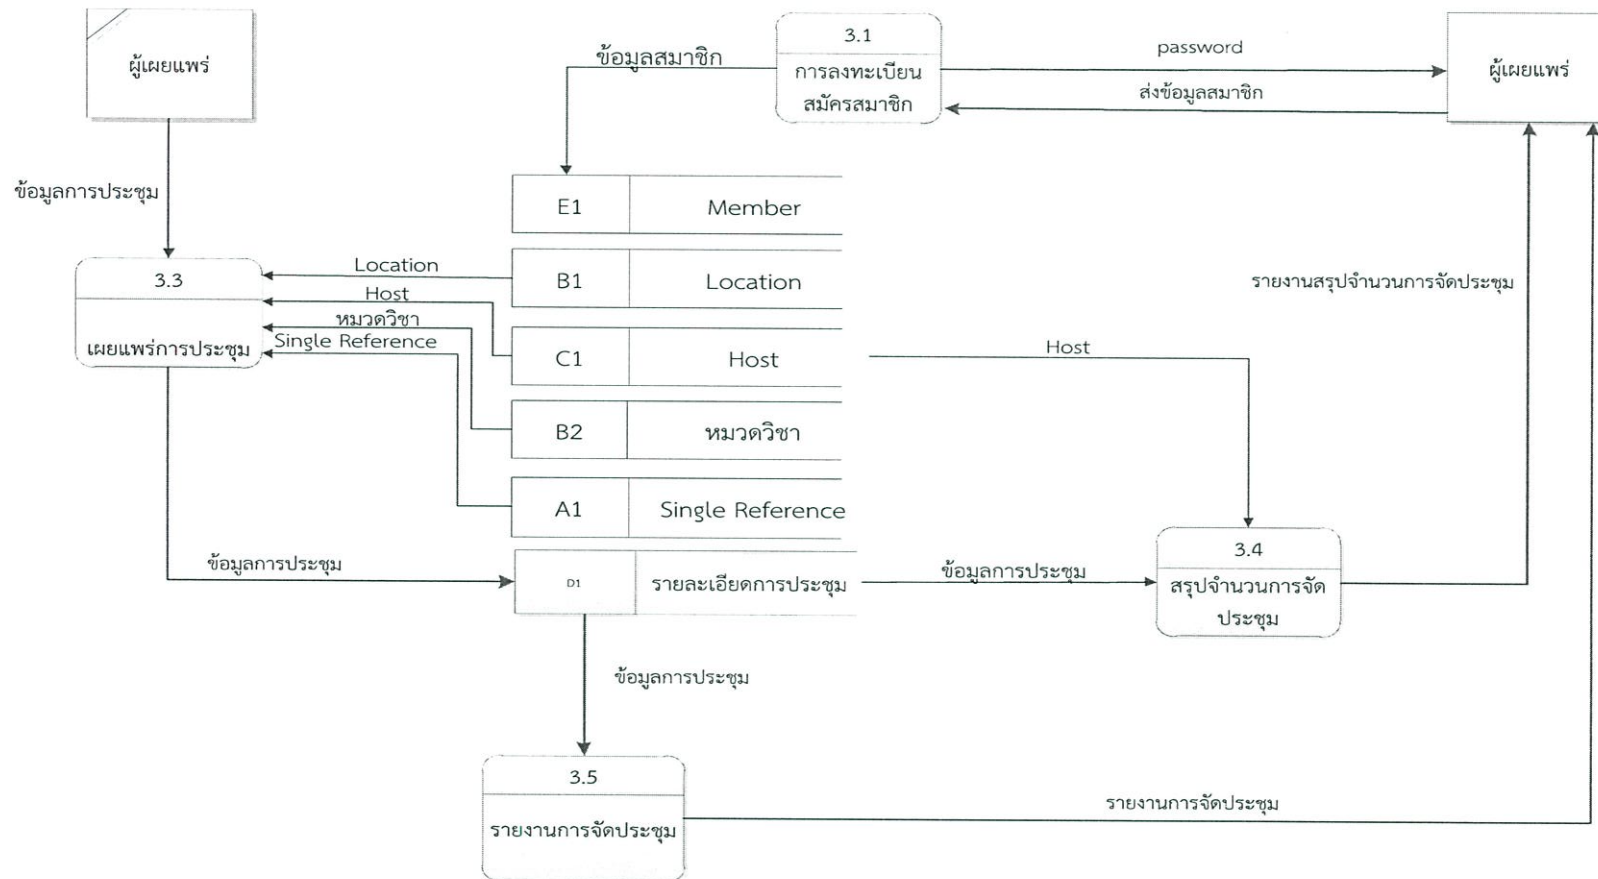 ผู้เผยแพร่
ข้อมูลสมาชิก
3.1
การลงทะเบียน
สมัครสมาชิก
password
ส่งข้อมูลสมาชิก
ผู้เผยแพร่
ข้อมูลการประชุม
E1 Member
3.3
เผยแพร่การประชุม
Location
Host
หมวดวิชา
Single Reference
B1 Location
รายงานสรุปจำนวนการจัดประชุม
C1 Host
Host
B2 หมวดวิชา
A1 Single Reference
ข้อมูลการประชุม
D1 รายละเอียดการประชุม
ข้อมูลการประชุม
3.4
สรุปจำนวนการจัด
ประชุม
ข้อมูลการประชุม
3.5
รายงานการจัดประชุม
รายงานการจัดประชุม